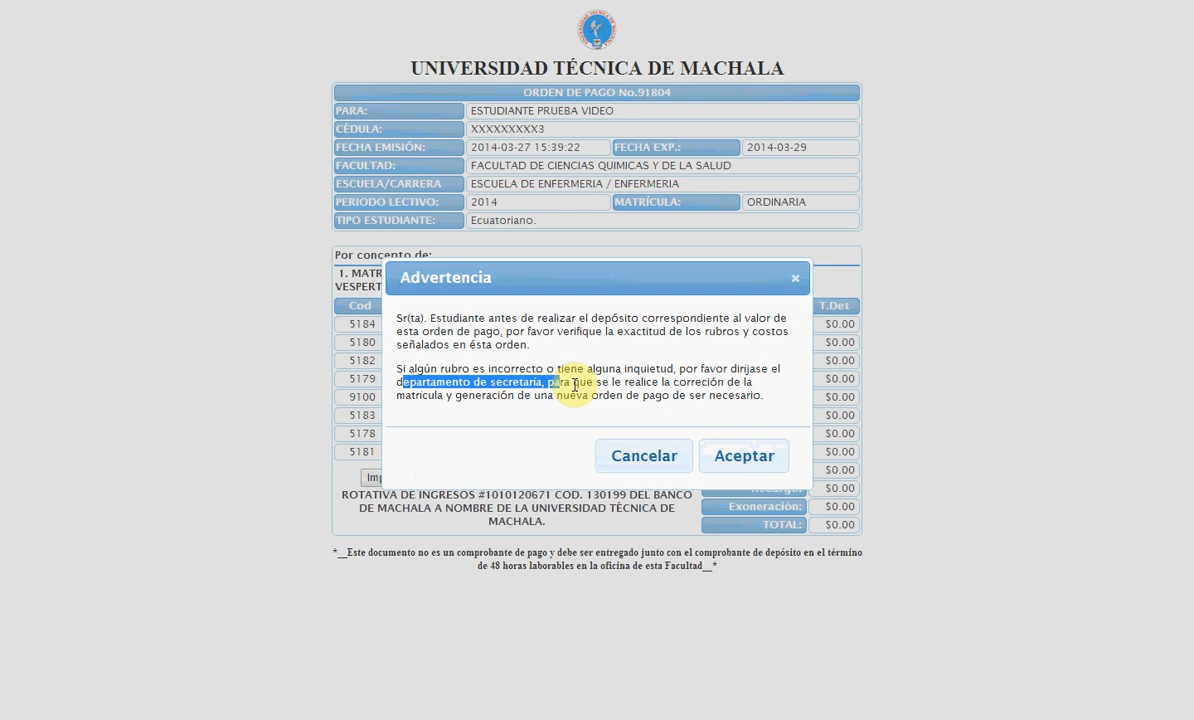 UNIVERSIDAD TÉCNICA DE MACHALA
ORDEN DE PAGO No.91804
PARA: ESTUDIANTE PRUEBA VIDEO
CÉDULA: XXXXXXXXX3
FECHA EMISIÓN: 2014-03-27 15:39:22 FECHA EXP.: 2014-03-29
FACULTAD: FACULTAD DE CIENCIAS QUIMICAS Y DE LA SALUD
ESCUELA/CARRERA ESCUELA DE ENFERMERIA / ENFERMERIA
PERIODO LECTIVO: 2014 MATRÍCULA: ORDINARIA
TIPO ESTUDIANTE: Ecuatoriano.
Por concepto de:
1. MATR
VESPERT
Cod T.Det
5184 $0.00
5180 $0.00
5182 $0.00
5179 $0.00
9100 $0.00
5183 $0.00
5178 $0.00
5181 $0.00
$0.00
$0.00
Exoneración: $0.00
TOTAL: $0.00
Advertencia
Sr(ta). Estudiante antes de realizar el depósito correspondiente al valor de
esta orden de pago, por favor verifique la exactitud de los rubros y costos
señalados en ésta orden.
Si algún rubro es incorrecto o tiene alguna inquietud, por favor dirijase el
departamento de secretaría, para que se le realice la correción de la
matricula y generación de una nueva orden de pago de ser necesario.
Cancelar Aceptar
ROTATIVA DE INGRESOS #1010120671 COD. 130199 DEL BANCO
DE MACHALA A NOMBRE DE LA UNIVERSIDAD TÉCNICA DE
MACHALA.
*__Este documento no es un comprobante de pago y debe ser entregado junto con el comprobante de depósito en el término
de 48 horas laborables en la oficina de esta Facultad__*